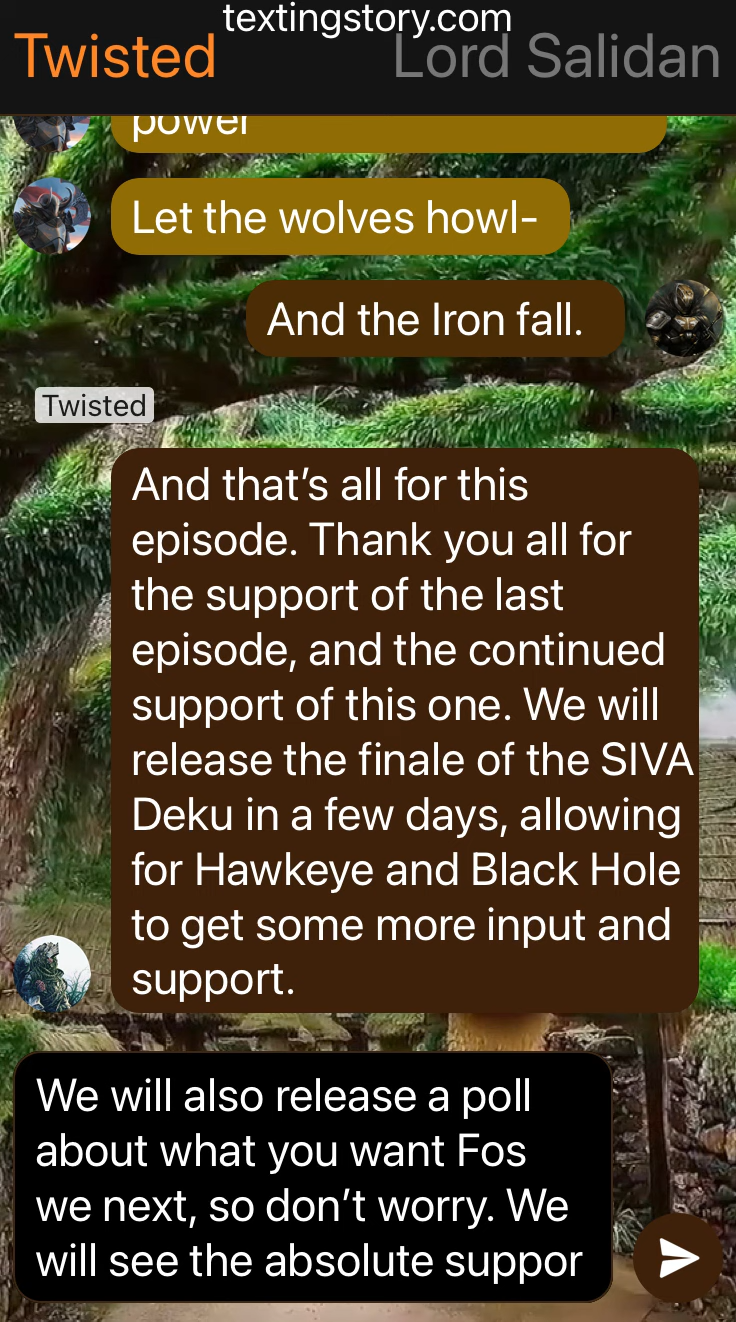 textingstory.com
Twisted
Lord Salidan
power
Let the wolves howl-
And the Iron fall.
Twisted
And that’s all for this
episode. Thank you all for
the support of the last
episode, and the continued
support of this one. We will
release the finale of the SIVA
Deku in a few days, allowing
for Hawkeye and Black Hole
to get some more input and
support.
We will also release a poll
about what you want Fos
we next, so don’t worry. We
will see the absolute suppor